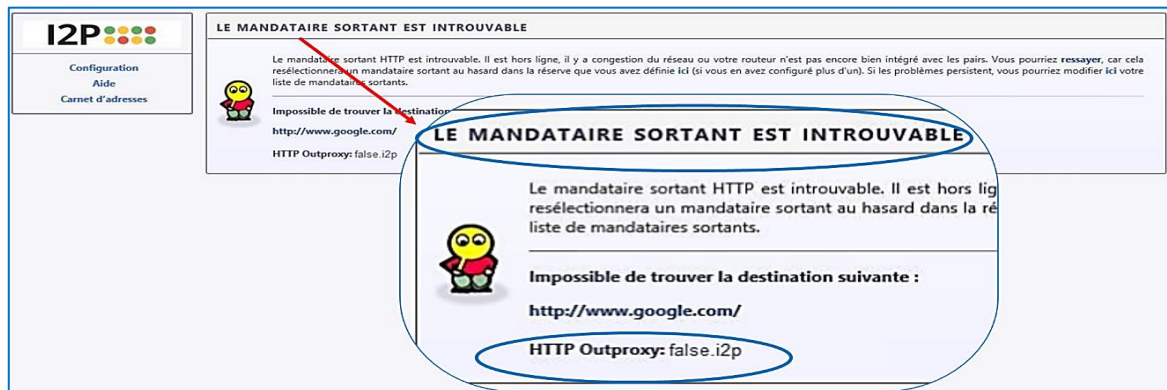 I2P
Configuration
Aide
Carnet d'adresses
LE MANDATAIRE SORTANT EST INTROUVABLE
Le mandataire sortant HTTP est introuvable. Il est hors ligne, il y a congestion du réseau ou votre routeur n'est pas encore bien intégré avec les pairs. Vous pourriez ressayer, car cela
resélectionnera un mandataire sortant au hasard dans la réserve que vous avez définie ici (si vous en avez configuré plus d'un). Si les problèmes persistent, vous pourriez modifier ici votre
liste de mandataires sortants.
Impossible de trouver la destination
http://www.google.com/
HTTP Outproxy: false.i2p
LE MANDATAIRE SORTANT EST INTROUVABLE
Le mandataire sortant HTTP est introuvable. Il est hors lig
resélectionnera un mandataire sortant au hasard dans la ré
liste de mandataires sortants.
Impossible de trouver la destination suivante :
http://www.google.com/
HTTP Outproxy: false.i2p